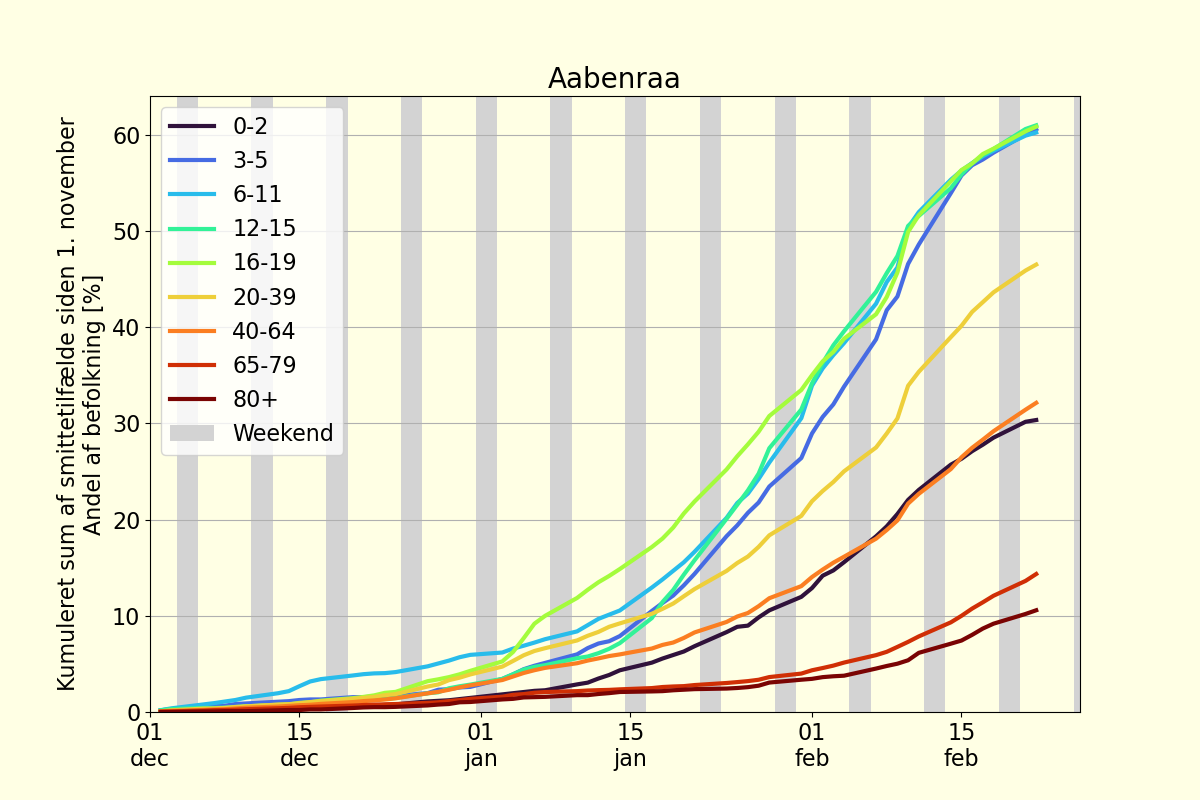 Aabenraa
Kumuleret sum af smittetilfælde siden 1. november
Andel af befolkning [%]
60
50
40
30
20
10
0
0-2
3-5
6-11
12-15
16-19
20-39
40-64
65-79
80+
Weekend
01
dec
15
dec
01
jan
15
jan
01
feb
15
feb